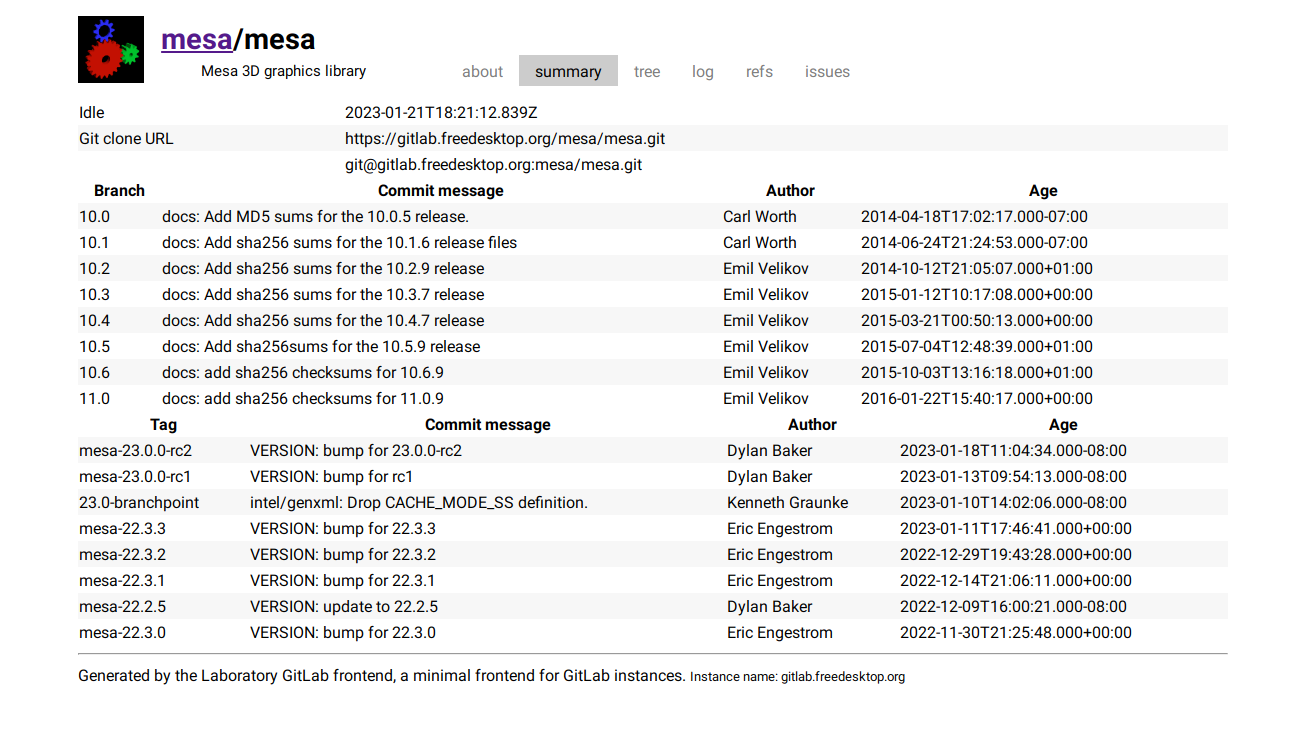 mesa/mesa
Mesa 3D graphics library about summary tree log refs issues
Idle 2023-01-21T18:21:12.839Z
Git clone URL https://gitlab.freedesktop.org/mesa/mesa.git
git@gitlab.freedesktop.org:mesa/mesa.git
Branch Commit message Author Age
10.0 docs: Add MD5 sums for the 10.0.5 release. Carl Worth 2014-04-18T17:02:17.000-07:00
10.1 docs: Add sha256 sums for the 10.1.6 release files Carl Worth 2014-06-24T21:24:53.000-07:00
10.2 docs: Add sha256 sums for the 10.2.9 release Emil Velikov 2014-10-12T21:05:07.000+01:00
10.3 docs: Add sha256 sums for the 10.3.7 release Emil Velikov 2015-01-12T10:17:08.000+00:00
10.4 docs: Add sha256 sums for the 10.4.7 release Emil Velikov 2015-03-21T00:50:13.000+00:00
10.5 docs: Add sha256sums for the 10.5.9 release Emil Velikov 2015-07-04T12:48:39.000+01:00
10.6 docs: add sha256 checksums for 10.6.9 Emil Velikov 2015-10-03T13:16:18.000+01:00
11.0 docs: add sha256 checksums for 11.0.9 Emil Velikov 2016-01-22T15:40:17.000+00:00
Tag Commit message Author Age
mesa-23.0.0-rc2 VERSION: bump for 23.0.0-rc2 Dylan Baker 2023-01-18T11:04:34.000-08:00
mesa-23.0.0-rc1 VERSION: bump for rc1 Dylan Baker 2023-01-13T09:54:13.000-08:00
23.0-branchpoint intel/genxml: Drop CACHE_MODE_SS definition. Kenneth Graunke 2023-01-10T14:02:06.000-08:00
mesa-22.3.3 VERSION: bump for 22.3.3 Eric Engestrom 2023-01-11T17:46:41.000+00:00
mesa-22.3.2 VERSION: bump for 22.3.2 Eric Engestrom 2022-12-29T19:43:28.000+00:00
mesa-22.3.1 VERSION: bump for 22.3.1 Eric Engestrom 2022-12-14T21:06:11.000+00:00
mesa-22.2.5 VERSION: update to 22.2.5 Dylan Baker 2022-12-09T16:00:21.000-08:00
mesa-22.3.0 VERSION: bump for 22.3.0 Eric Engestrom 2022-11-30T21:25:48.000+00:00
Generated by the Laboratory GitLab frontend, a minimal frontend for GitLab instances. Instance name: gitlab.freedesktop.org